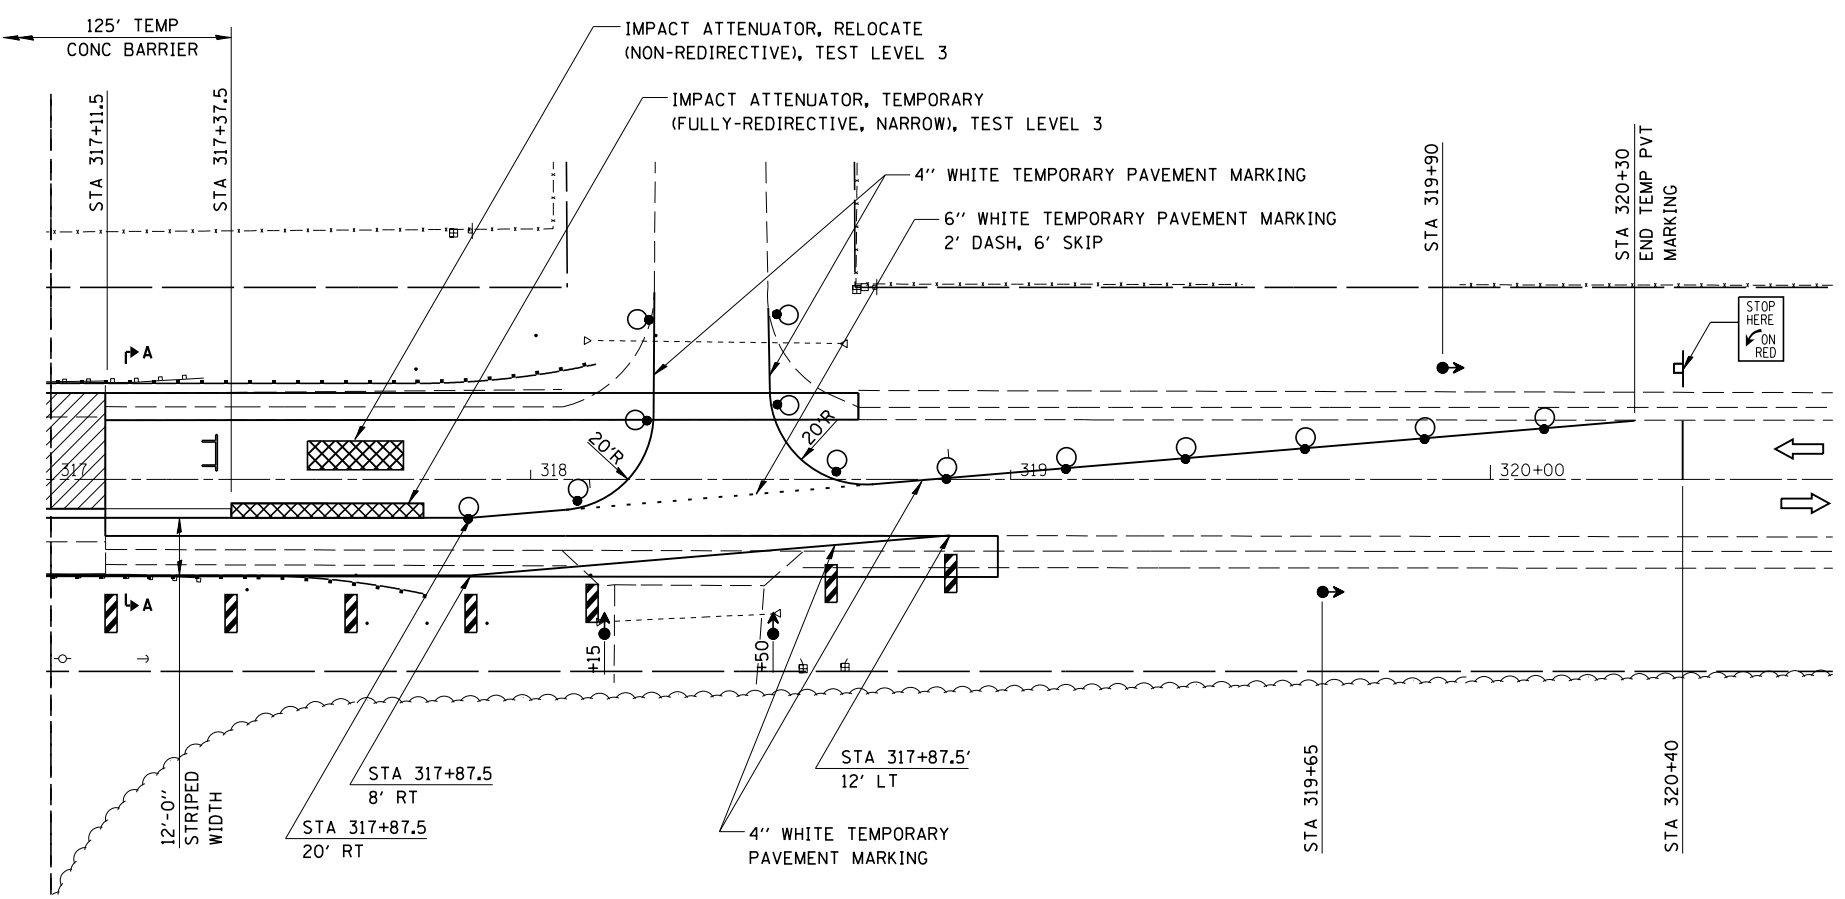 125' TEMP
CONC BARRIER
IMPACT ATTENUATOR, RELOCATE
(NON-REDIRECTIVE), TEST LEVEL 3
IMPACT ATTENUATOR, TEMPORARY
(FULLY-REDIRECTIVE, NARROW), TEST LEVEL 3
STA 317+11.5
STA 317+37.5
4" WHITE TEMPORARY PAVEMENT MARKING
6" WHITE TEMPORARY PAVEMENT MARKING
2' DASH, 6' SKIP
STA 319+90
STA 320+30
END TEMP PVT
MARKING
STOP
HERE
ON
RED
A
20'R
20'R
317
318
319
320+00
A
+15
+50
STA 317+87.5'
12' LT
STA 317+87.5
8' RT
STA 317+87.5
20' RT
12'-0"
STRIPED
WIDTH
4" WHITE TEMPORARY
PAVEMENT MARKING
STA 319+65
STA 320+40